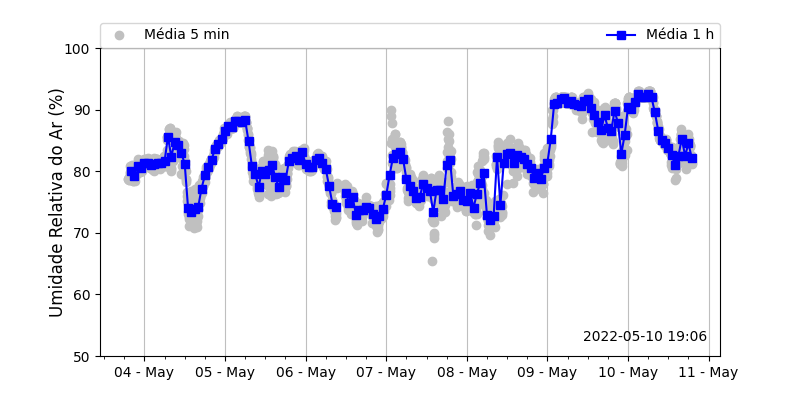 Média 5 min Média 1 h
100
90
80
70
60
50
Umidade Relativa do Ar (%)
2022-05-10 19:06
04 - May 05 - May 06 - May 07 - May 08 - May 09 - May 10 - May 11 - May